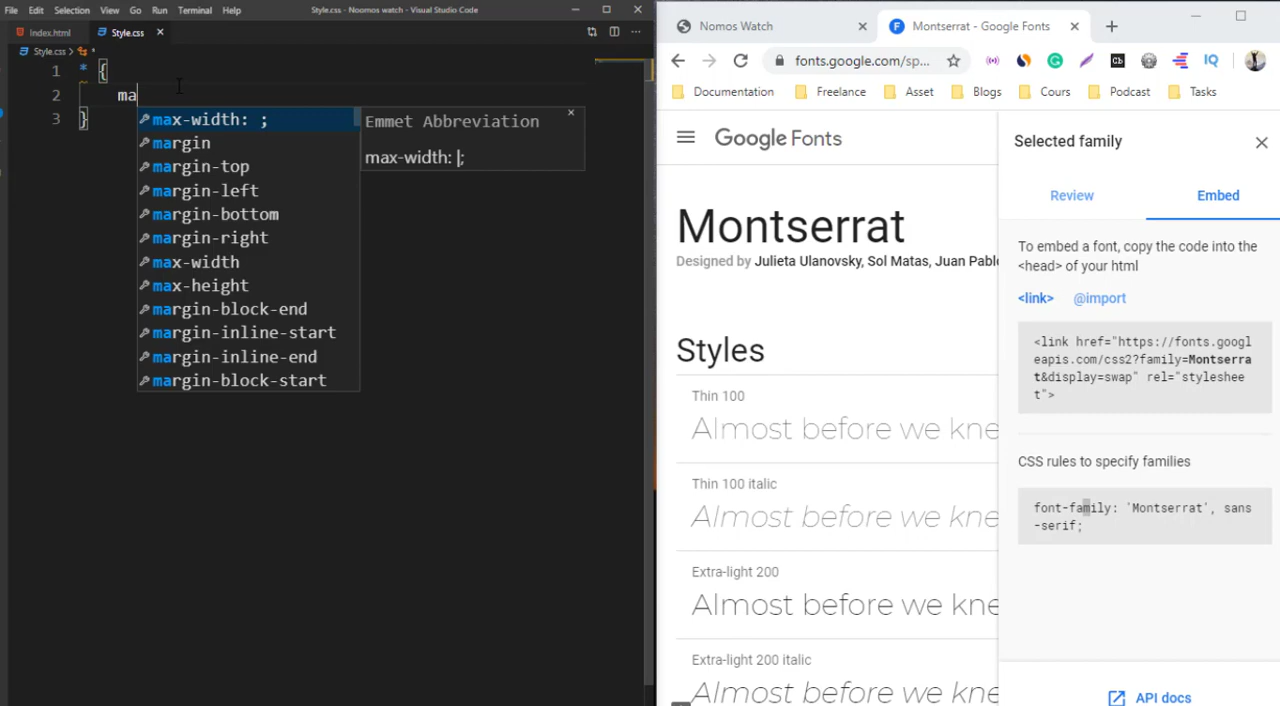 File Edit Selection View Go Run Terminal Help Style.css - Noomos watch - Visual Studio Code
Index.html Style.css ×
Style.css > *
1 * {
2 ma
3 }
max-width: ;
margin
margin-top
margin-left
margin-bottom
margin-right
max-width
max-height
margin-block-end
margin-inline-start
margin-inline-end
margin-block-start
Emmet Abbreviation
max-width: |;
Nomos Watch
Montserrat - Google Fonts
fonts.google.com/sp...
Cb
IQ
Documentation Freelance Asset Blogs Cours Podcast Tasks
Google Fonts
Montserrat
Designed by Julieta Ulanovsky, Sol Matas, Juan Pablo
Styles
Thin 100
Almost before we kne
Thin 100 italic
Almost before we kne
Extra-light 200
Almost before we kne
Extra-light 200 italic
Almost before we kne
Selected family
Review Embed
To embed a font, copy the code into the
<head> of your html
<link> @import
<link href="https://fonts.googl
eapis.com/css2?family=Montserra
t&display=swap" rel="styleshee
t">
CSS rules to specify families
font-family: 'Montserrat', sans
-serif;
API docs